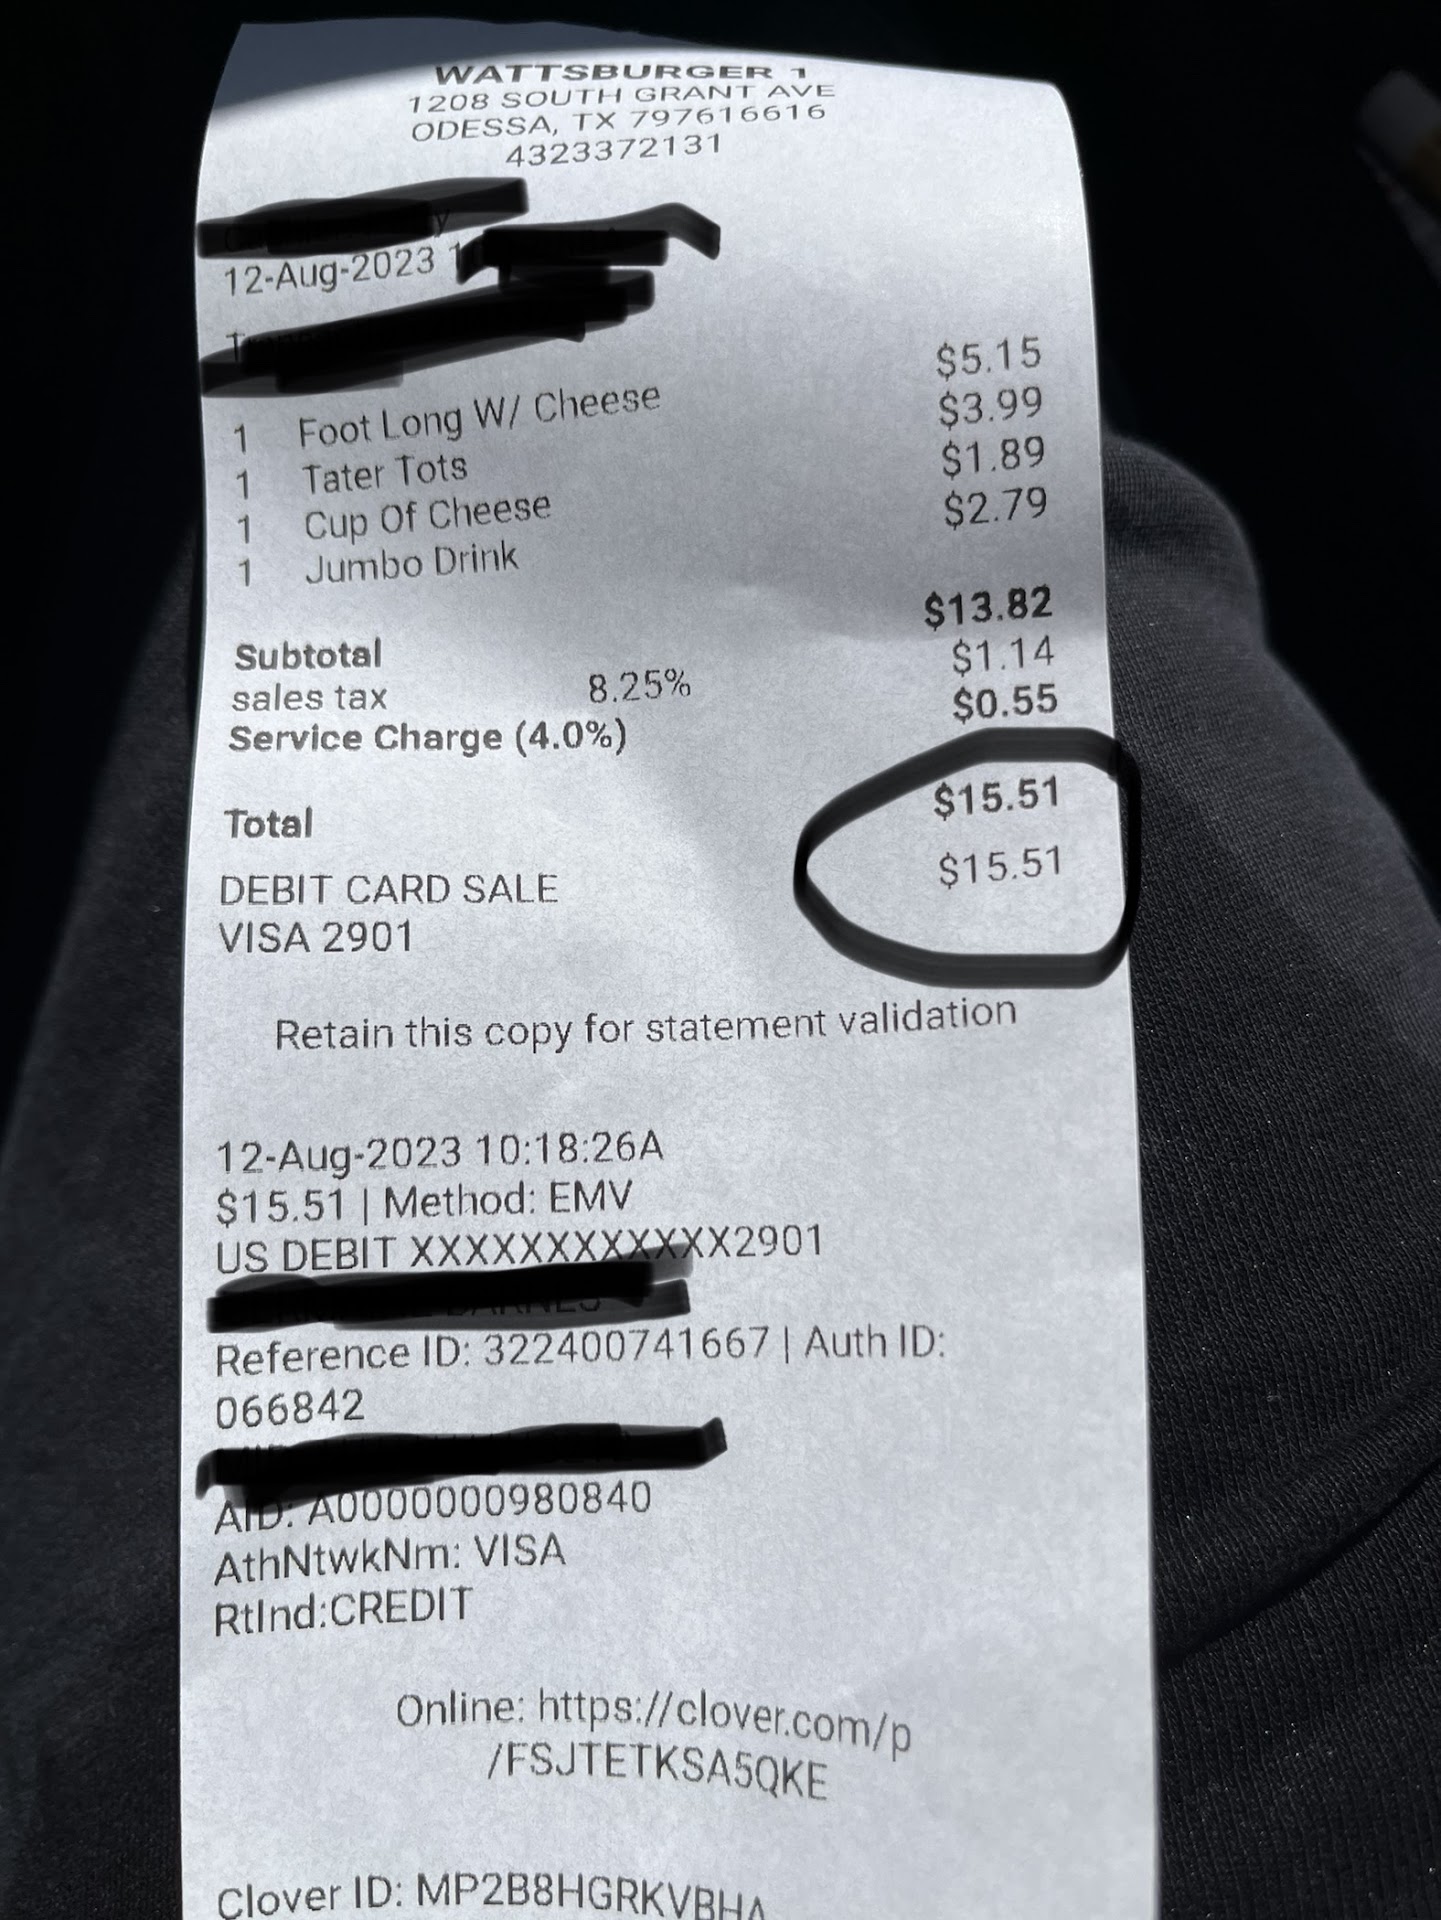 WATTSBURGER 1
1208 SOUTH GRANT AVE
ODESSA, TX 797616616
4323372131
12-Aug-2023
1 Foot Long W/ Cheese $5.15
1 Tater Tots $3.99
1 Cup Of Cheese $1.89
1 Jumbo Drink $2.79
Subtotal $13.82
sales tax 8.25% $1.14
Service Charge (4.0%) $0.55
Total $15.51
DEBIT CARD SALE $15.51
VISA 2901
Retain this copy for statement validation
12-Aug-2023 10:18:26A
$15.51 | Method: EMV
US DEBIT XXXXXXXXXXXX2901
Reference ID: 322400741667 | Auth ID:
066842
AID: A0000000980840
AthNtwkNm: VISA
RtInd:CREDIT
Online: https://clover.com/p
/FSJTETKSA5QKE
Clover ID: MP2B8HGRKVBHA